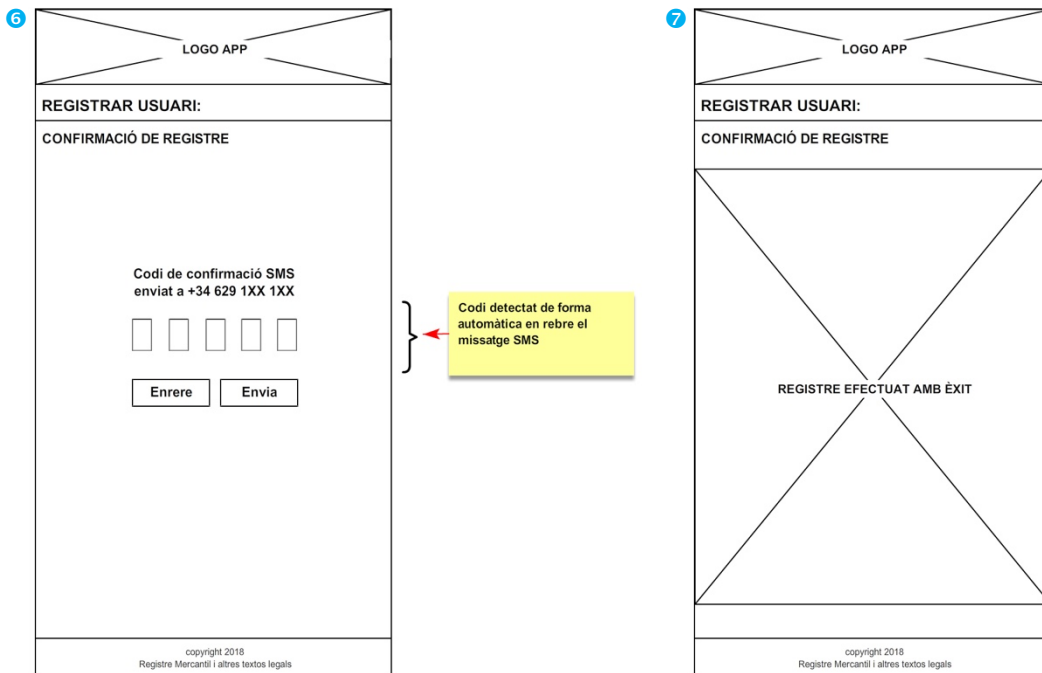 6
LOGO APP
REGISTRAR USUARI:
CONFIRMACIÓ DE REGISTRE
Codi de confirmació SMS
enviat a +34 629 1XX 1XX
Enrere
Envia
copyright 2018
Registre Mercantil i altres textos legals
Codi detectat de forma
automàtica en rebre el
missatge SMS
7
LOGO APP
REGISTRAR USUARI:
CONFIRMACIÓ DE REGISTRE
REGISTRE EFECTUAT AMB ÈXIT
copyright 2018
Registre Mercantil i altres textos legals